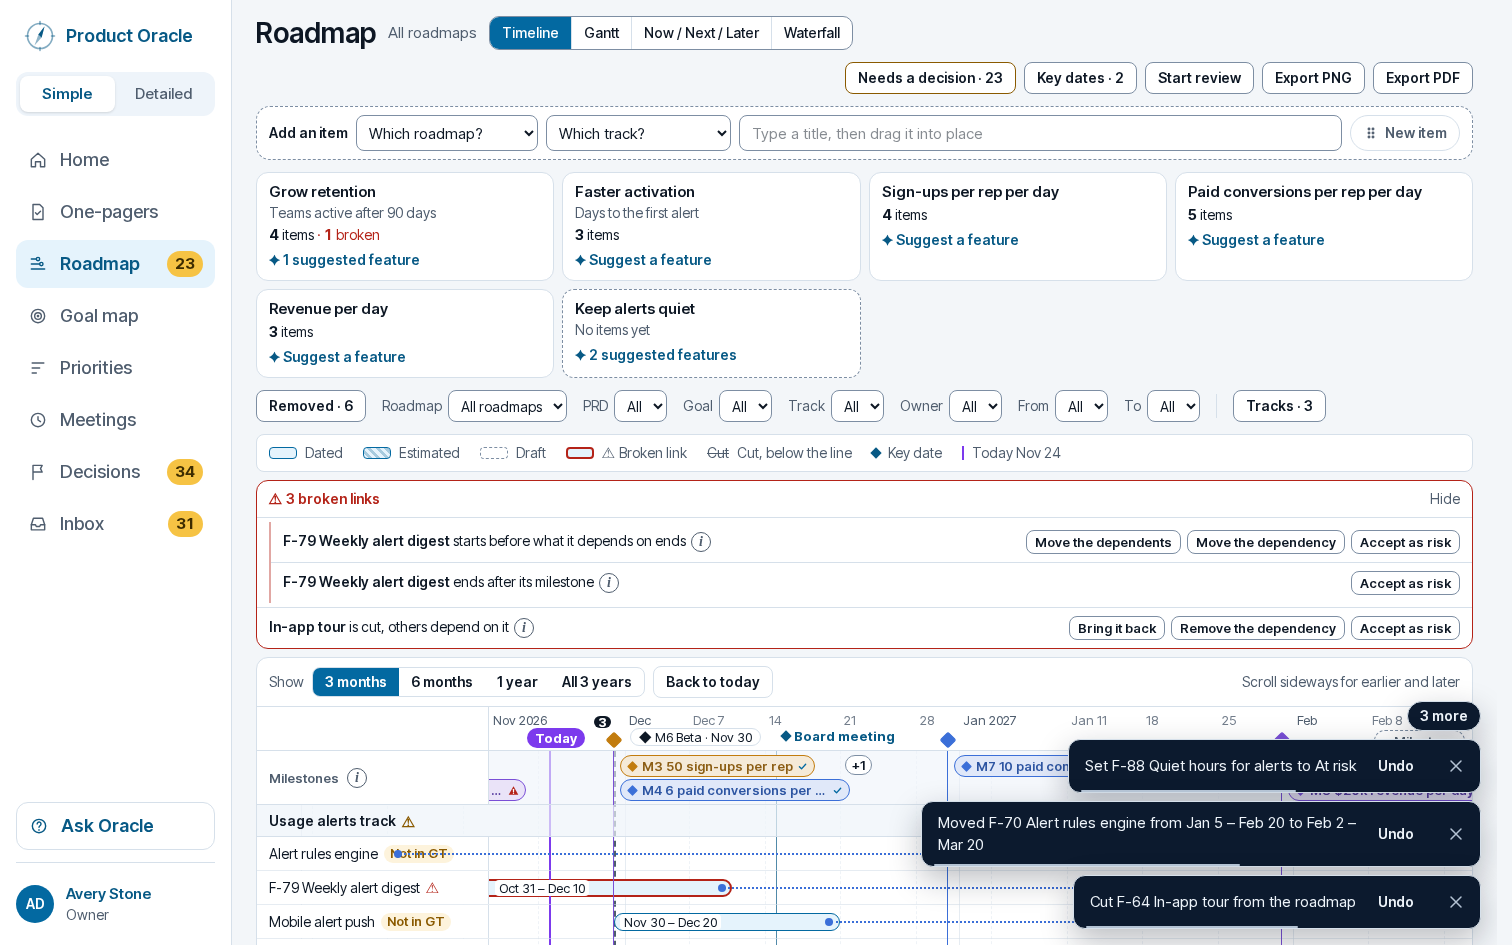 Product Oracle
Simple
Detailed
Home
One-pagers
Roadmap 23
Goal map
Priorities
Meetings
Decisions 34
Inbox 31
Ask Oracle
AD
Avery Stone
Owner
Roadmap All roadmaps Timeline Gantt Now / Next / Later Waterfall
Needs a decision · 23 Key dates · 2 Start review Export PNG Export PDF
Add an item Which roadmap? Which track? Type a title, then drag it into place New item
Grow retention
Teams active after 90 days
4 items · 1 broken
1 suggested feature
Faster activation
Days to the first alert
3 items
Suggest a feature
Sign-ups per rep per day
4 items
Suggest a feature
Paid conversions per rep per day
5 items
Suggest a feature
Revenue per day
3 items
Suggest a feature
Keep alerts quiet
No items yet
2 suggested features
Removed · 6 Roadmap All roadmaps PRD All Goal All Track All Owner All From All To All Tracks · 3
Dated Estimated Draft Broken link Cut Cut, below the line Key date Today Nov 24
3 broken links Hide
F-79 Weekly alert digest starts before what it depends on ends i Move the dependents Move the dependency Accept as risk
F-79 Weekly alert digest ends after its milestone i Accept as risk
In-app tour is cut, others depend on it i Bring it back Remove the dependency Accept as risk
Show 3 months 6 months 1 year All 3 years Back to today Scroll sideways for earlier and later
Nov 2026 3 Dec Dec 7 14 21 28 Jan 2027 Jan 11 18 25 Feb Feb 8
3 more
Today M6 Beta · Nov 30 Board meeting
Milestones i
... M3 50 sign-ups per rep +1 M7 10 paid con
M4 6 paid conversions per ...
Set F-88 Quiet hours for alerts to At risk Undo
Usage alerts track
Moved F-70 Alert rules engine from Jan 5 – Feb 20 to Feb 2 –
Mar 20
Undo
Alert rules engine Not in GT
F-79 Weekly alert digest Oct 31 – Dec 10
Cut F-64 In-app tour from the roadmap Undo
Mobile alert push Not in GT Nov 30 – Dec 20